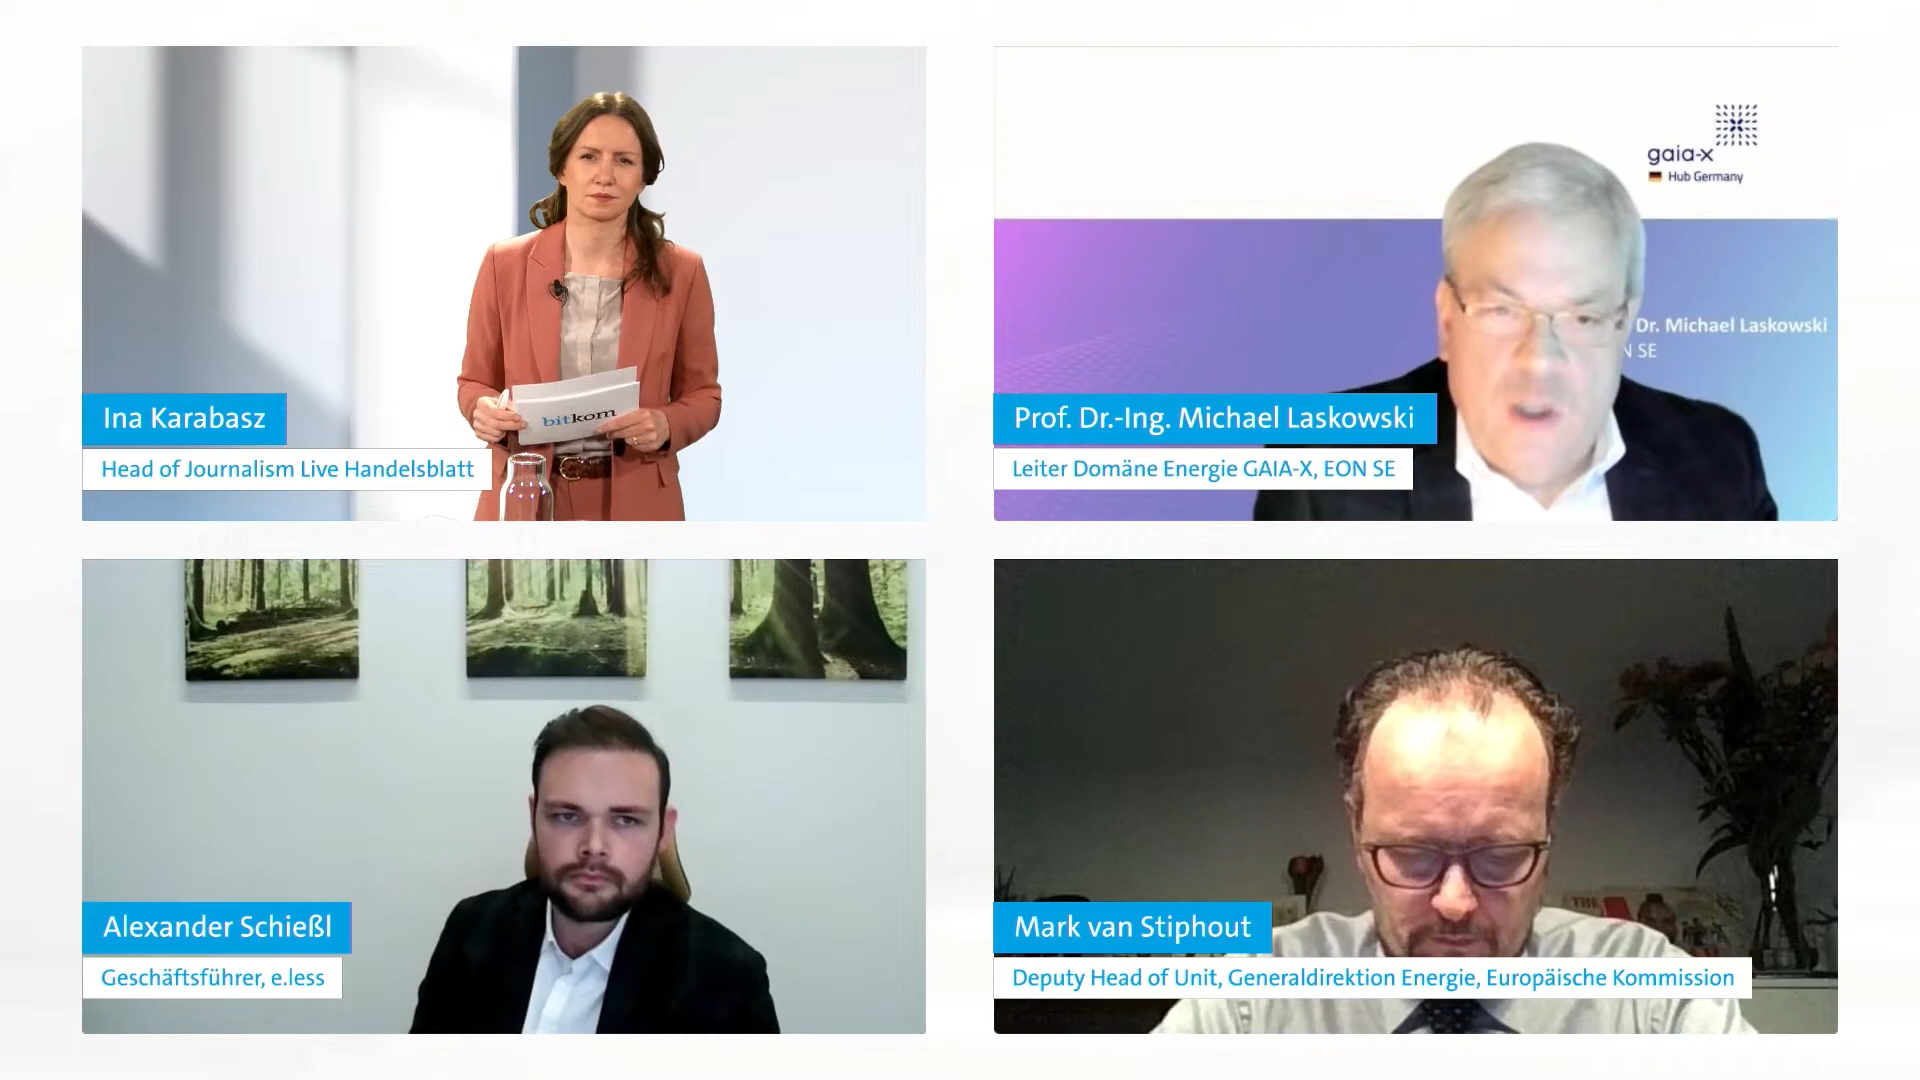 bitkom
Ina Karabasz
Head of Journalism Live Handelsblatt
gaia-x
Hub Germany
Dr. Michael Laskowski
N SE
Prof. Dr.-Ing. Michael Laskowski
Leiter Domäne Energie GAIA-X, EON SE
Alexander Schießl
Geschäftsführer, e.less
THE
Mark van Stiphout
Deputy Head of Unit, Generaldirektion Energie, Europäische Kommission